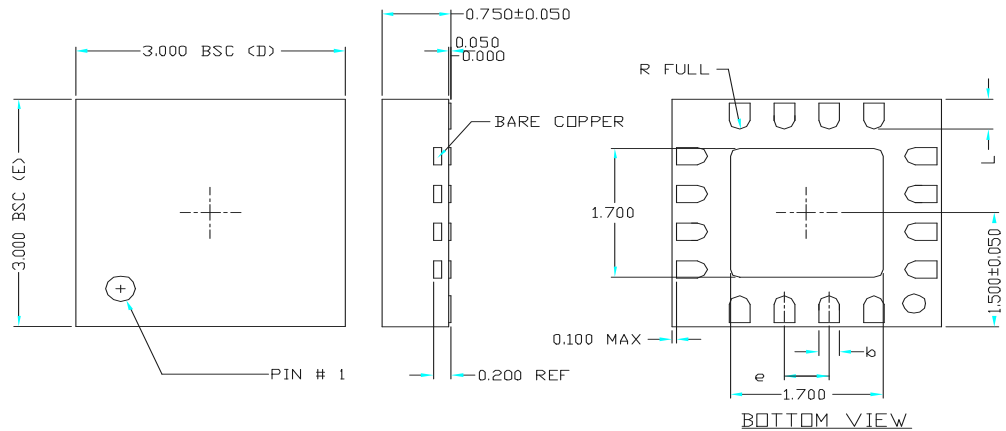 0.750±0.050
3.000 BSC (D)
0.050
0.000
R FULL
BARE COPPER
L
3.000 BSC (E)
1.700
1.500±0.050
0.100 MAX
b
e
PIN # 1
0.200 REF
1.700
BOTTOM VIEW